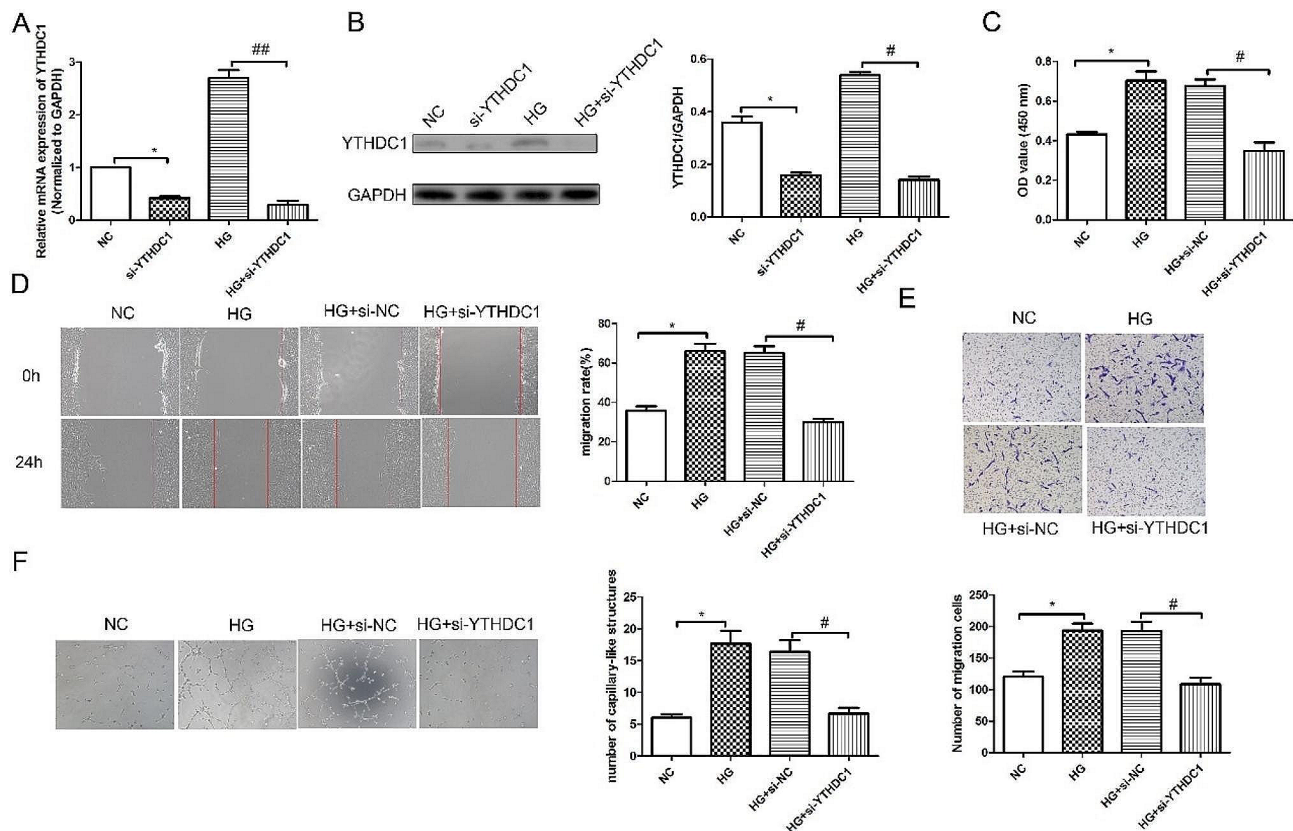 A
Relative mRNA expression of YTHDC1
(Normalized to GAPDH)
3
2
1
0
##
*
NC
si-YTHDC1
HG
HG+si-YTHDC1
B
NC
si-YTHDC1
HG
HG+si-YTHDC1
YTHDC1
GAPDH
YTHDC1/GAPDH
0.6
0.4
0.2
0.0
*
#
NC
si-YTHDC1
HG
HG+si-YTHDC1
C
OD value (450 nm)
0.8
0.6
0.4
0.2
0.0
*
#
NC
HG
HG+si-NC
HG+si-YTHDC1
D
NC
HG
HG+si-NC
HG+si-YTHDC1
0h
24h
migration rate(%)
80
60
40
20
0
*
#
NC
HG
HG+si-NC
HG+si-YTHDC1
E
NC
HG
HG+si-NC
HG+si-YTHDC1
Number of migration cells
250
200
150
100
50
0
*
#
NC
HG
HG+si-NC
HG+si-YTHDC1
F
NC
HG
HG+si-NC
HG+si-YTHDC1
number of capillary-like structures
25
20
15
10
5
0
*
#
NC
HG
HG+si-NC
HG+si-YTHDC1